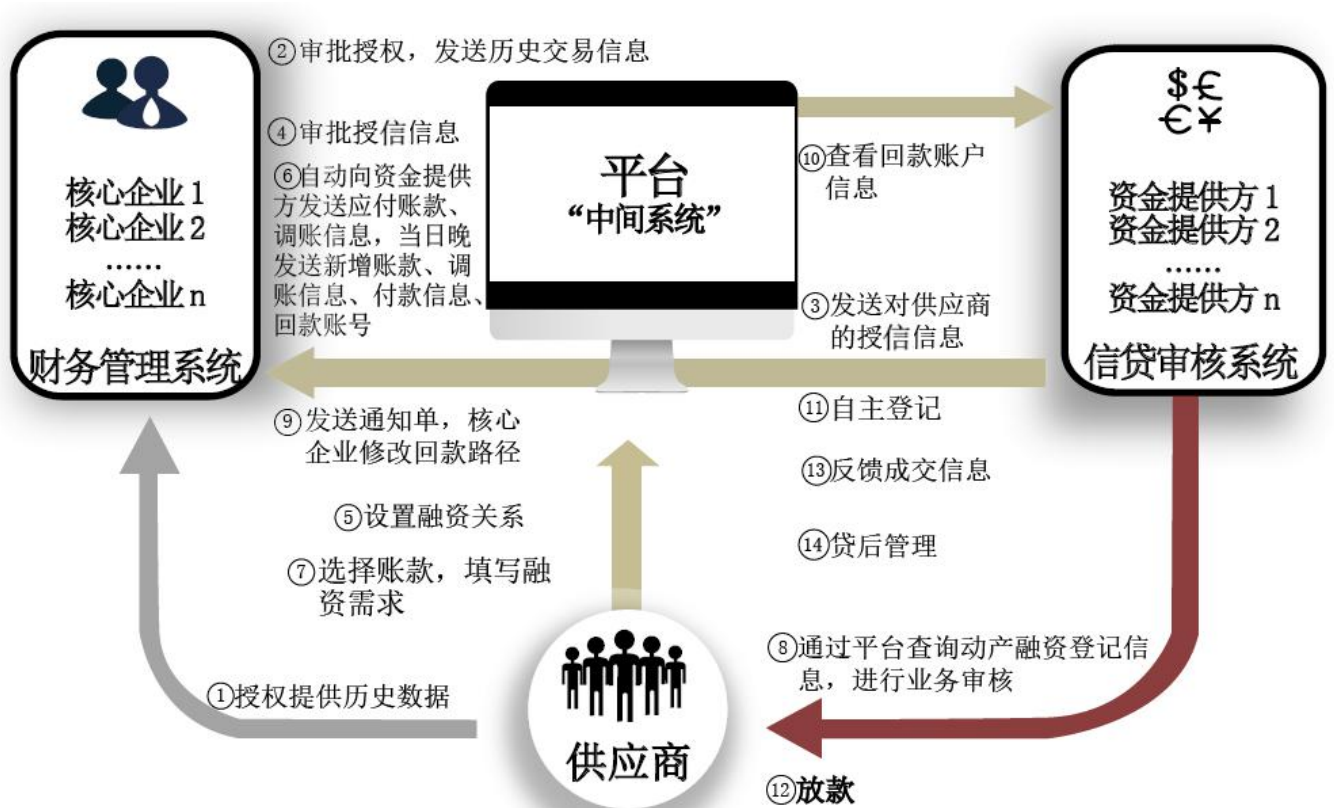 ②审批授权，发送历史交易信息
④审批授信信息
⑥自动向资金提供
方发送应付账款、
调账信息，当日晚
发送新增账款、调
账信息、付款信息、
回款账号
核心企业1
核心企业2
……
核心企业n
财务管理系统
平台
“中间系统”
⑩查看回款账户
信息
③发送对供应商
的授信信息
$€
€¥
资金提供方1
资金提供方2
……
资金提供方n
信贷审核系统
⑨发送通知单，核心
企业修改回款路径
⑤设置融资关系
⑦选择账款，填写融
资需求
⑪自主登记
⑬反馈成交信息
⑭贷后管理
①授权提供历史数据
供应商
⑧通过平台查询动产融资登记信
息，进行业务审核
⑫放款